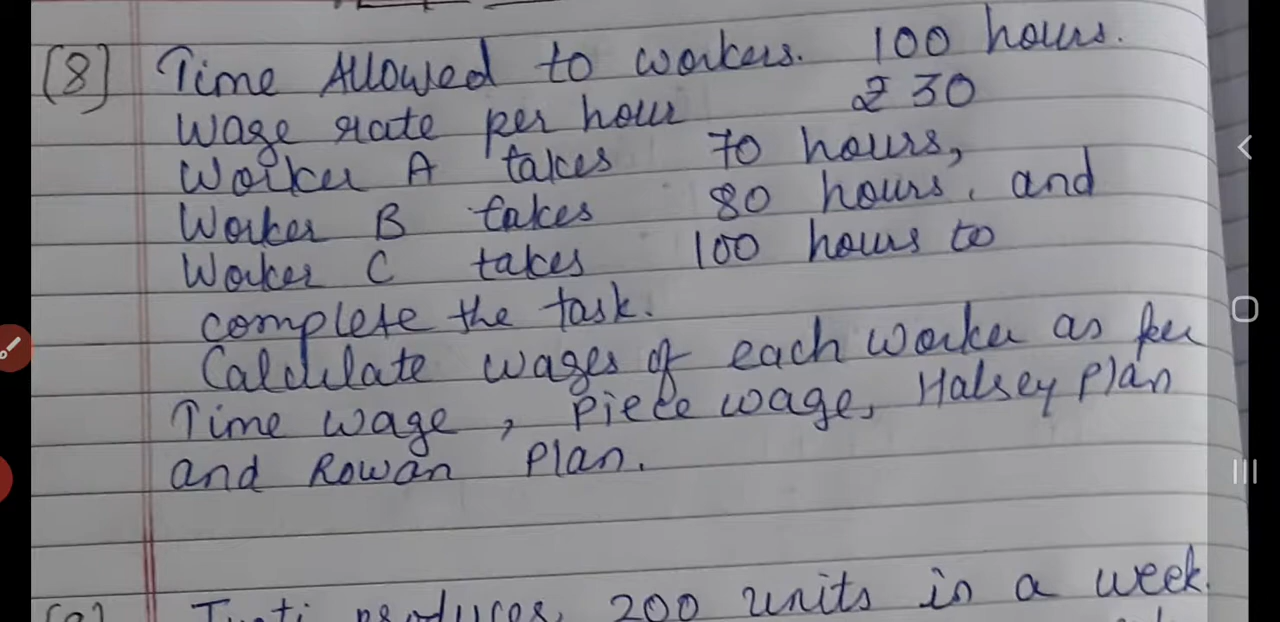 (8) Time Allowed to workers. 100 hours.
Wage rate per hour ₹ 30
Worker A takes 70 hours,
Worker B takes 80 hours, and
Worker C takes 100 hours to
complete the task.
Calculate wages of each worker as per
Time wage, Piece wage, Halsey Plan
and Rowan Plan.
200 units in a week.